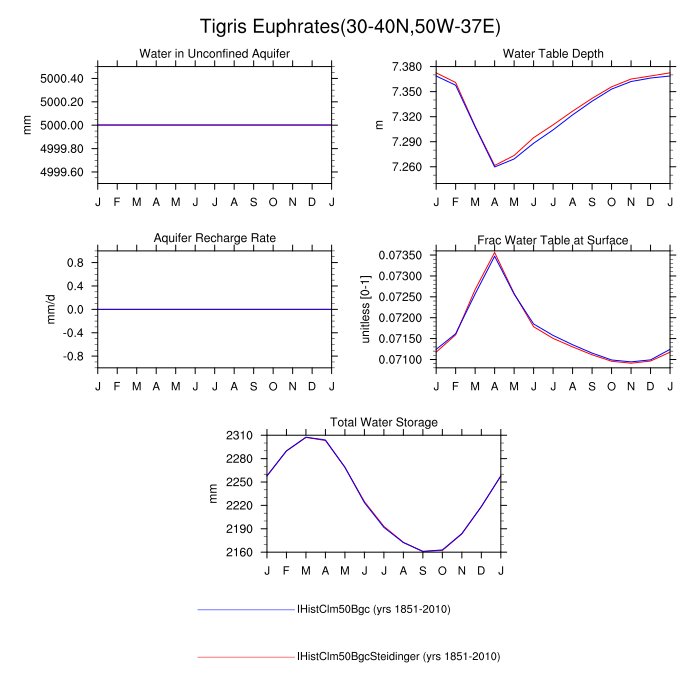 Tigris Euphrates(30-40N,50W-37E)
Water in Unconfined Aquifer
mm
5000.40
5000.20
5000.00
4999.80
4999.60
J F M A M J J A S O N D J
Water Table Depth
m
7.380
7.350
7.320
7.290
7.260
J F M A M J J A S O N D J
Aquifer Recharge Rate
mm/d
0.8
0.4
0.0
-0.4
-0.8
J F M A M J J A S O N D J
Frac Water Table at Surface
unitless [0-1]
0.07350
0.07300
0.07250
0.07200
0.07150
0.07100
J F M A M J J A S O N D J
Total Water Storage
mm
2310
2280
2250
2220
2190
2160
J F M A M J J A S O N D J
IHistClm50Bgc (yrs 1851-2010)
IHistClm50BgcSteidinger (yrs 1851-2010)